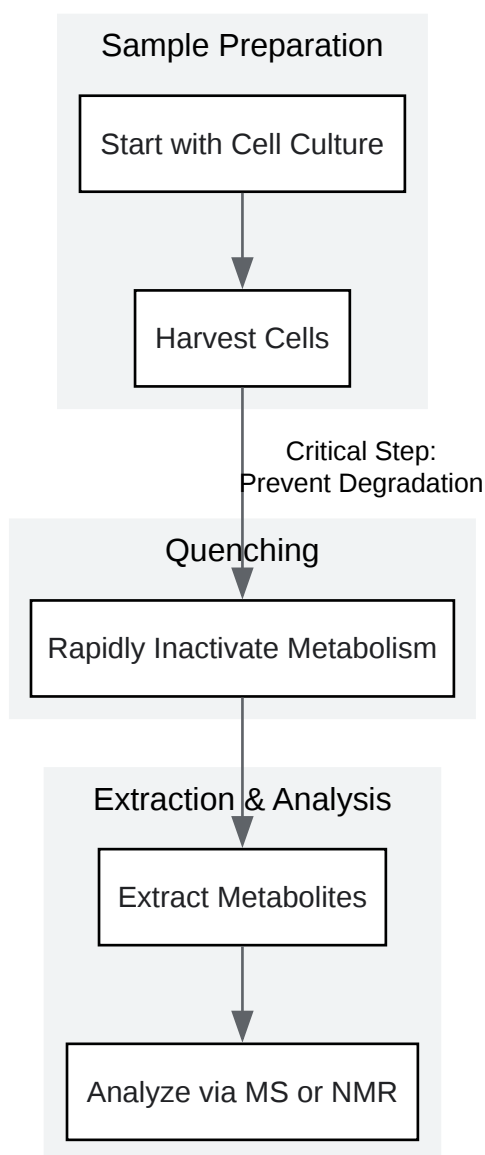 Sample Preparation
Start with Cell Culture
Harvest Cells
Critical Step:
Prevent Degradation
Quenching
Rapidly Inactivate Metabolism
Extraction & Analysis
Extract Metabolites
Analyze via MS or NMR